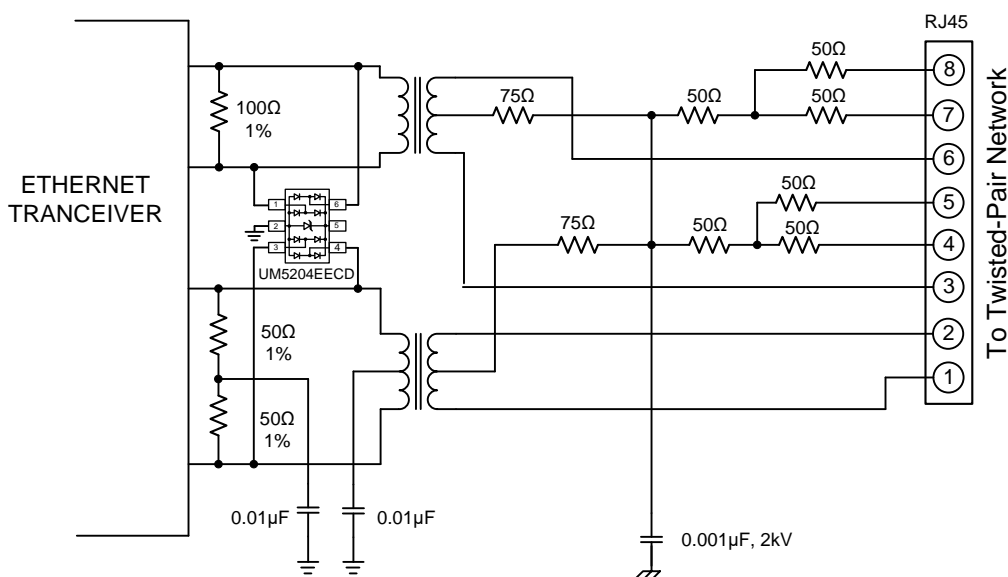 RJ45
50Ω
8
75Ω
50Ω
50Ω
7
100Ω
1%
6
ETHERNET
TRANCEIVER
1
6
2
5
3
4
UM5204EECD
50Ω
5
75Ω
50Ω
50Ω
4
3
50Ω
1%
2
1
50Ω
1%
0.01µF
0.01µF
0.001µF, 2kV
To Twisted-Pair Network